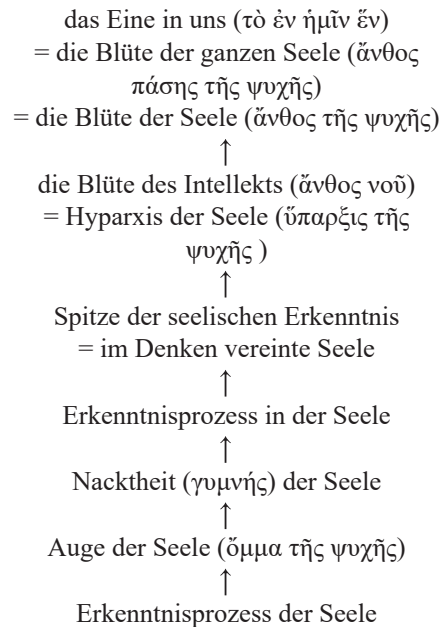 das Eine in uns (τὸ ἐν ἡμῖν ἕν)
= die Blüte der ganzen Seele (ἄνθος
πάσης τῆς ψυχῆς)
= die Blüte der Seele (ἄνθος τῆς ψυχῆς)
↑
die Blüte des Intellekts (ἄνθος νοῦ)
= Hyparxis der Seele (ὕπαρξις τῆς
ψυχῆς )
↑
Spitze der seelischen Erkenntnis
= im Denken vereinte Seele
↑
Erkenntnisprozess in der Seele
↑
Nacktheit (γυμνής) der Seele
↑
Auge der Seele (ὄμμα τῆς ψυχῆς)
↑
Erkenntnisprozess der Seele